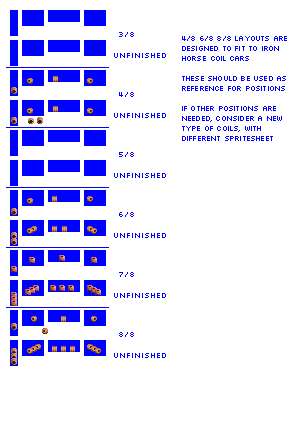 3/8
UNFINISHED
4/8 6/8 8/8 LAYOUTS ARE
DESIGNED TO FIT TO IRON
HORSE COIL CARS
THESE SHOULD BE USED AS
REFERENCE FOR POSITIONS
IF OTHER POSITIONS ARE
NEEDED, CONSIDER A NEW
TYPE OF COILS, WITH
DIFFERENT SPRITESHEET
4/8
UNFINISHED
5/8
UNFINISHED
6/8
UNFINISHED
7/8
UNFINISHED
8/8
UNFINISHED